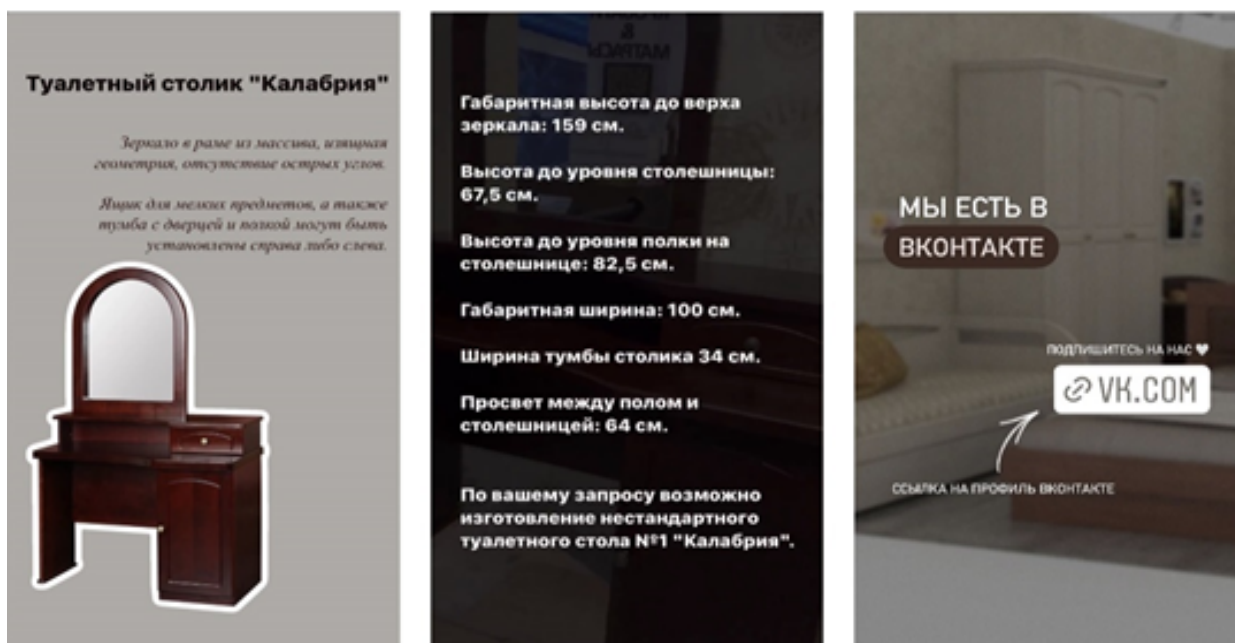 Туалетный столик "Калабрия"
Зеркало в раме из массива, изящная
геометрия, отсутствие острых углов.
Ящик для мелких предметов, а также
тумба с дверцей и полкой могут быть
установлены справа либо слева.
&
МАТРАСЫ
Габаритная высота до верха
зеркала: 159 см.
Высота до уровня столешницы:
67,5 см.
Высота до уровня полки на
столешнице: 82,5 см.
Габаритная ширина: 100 см.
Ширина тумбы столика 34 см.
Просвет между полом и
столешницей: 64 см.
По вашему запросу возможно
изготовление нестандартного
туалетного стола №1 "Калабрия".
МЫ ЕСТЬ В
ВКОНТАКТЕ
ПОДПИШИТЕСЬ НА НАС
VK.COM
ССЫЛКА НА ПРОФИЛЬ ВКОНТАКТЕ